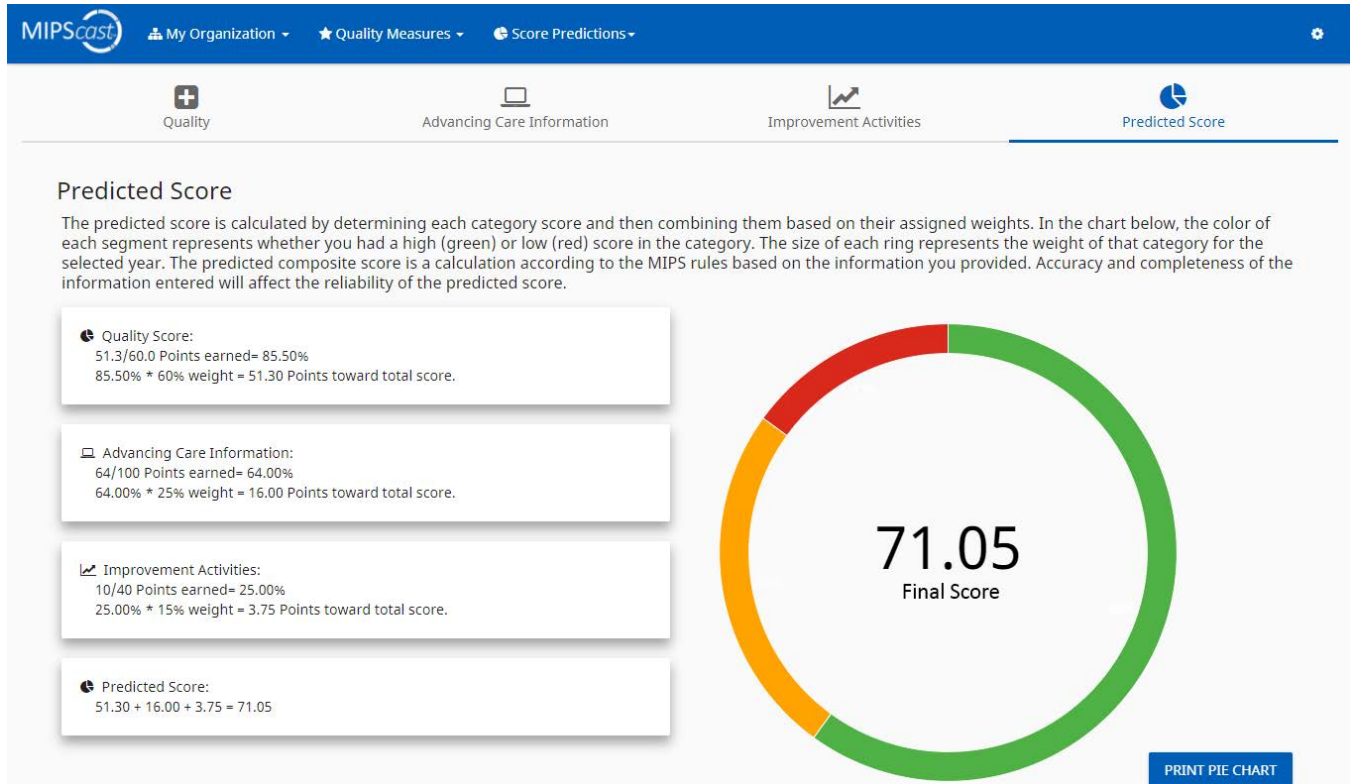 MIPScast My Organization Quality Measures Score Predictions
Quality Advancing Care Information Improvement Activities Predicted Score
Predicted Score
The predicted score is calculated by determining each category score and then combining them based on their assigned weights. In the chart below, the color of
each segment represents whether you had a high (green) or low (red) score in the category. The size of each ring represents the weight of that category for the
selected year. The predicted composite score is a calculation according to the MIPS rules based on the information you provided. Accuracy and completeness of the
information entered will affect the reliability of the predicted score.
Quality Score:
51.3/60.0 Points earned= 85.50%
85.50% * 60% weight = 51.30 Points toward total score.
Advancing Care Information:
64/100 Points earned= 64.00%
64.00% * 25% weight = 16.00 Points toward total score.
Improvement Activities:
10/40 Points earned= 25.00%
25.00% * 15% weight = 3.75 Points toward total score.
Predicted Score:
51.30 + 16.00 + 3.75 = 71.05
71.05
Final Score
PRINT PIE CHART